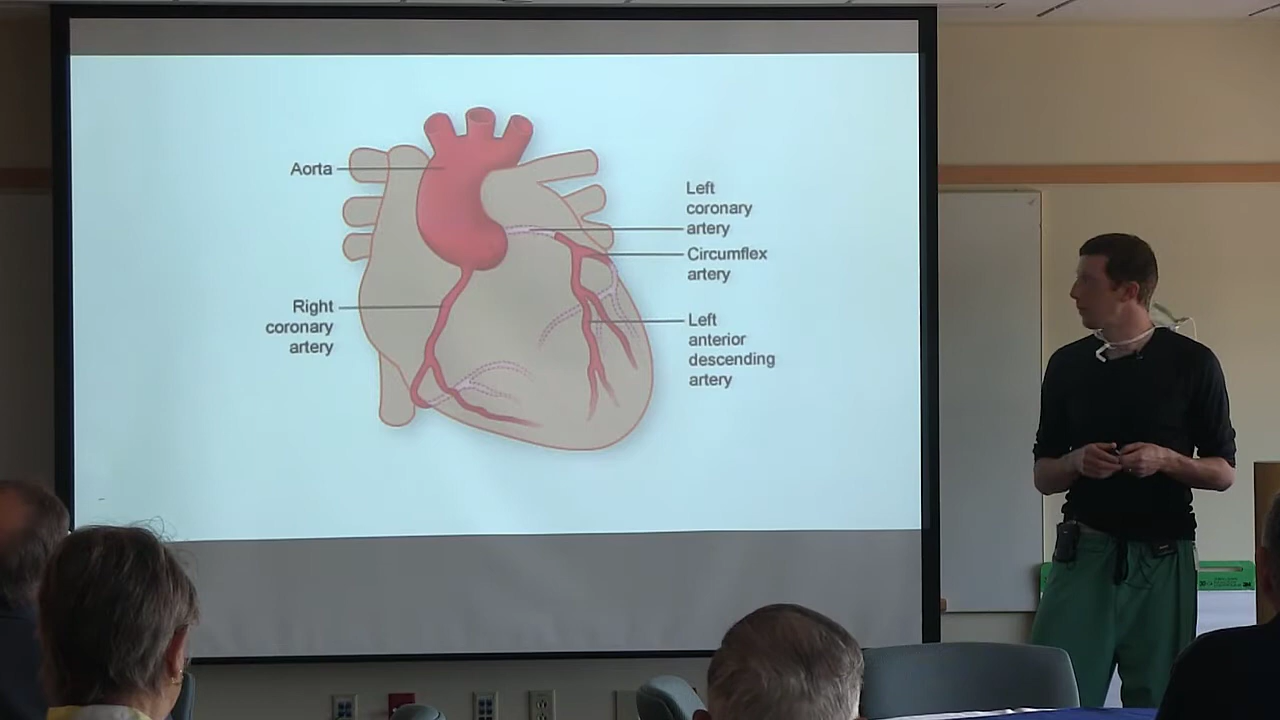 Aorta
Left
coronary
artery
Circumflex
artery
Right
coronary
artery
Left
anterior
descending
artery